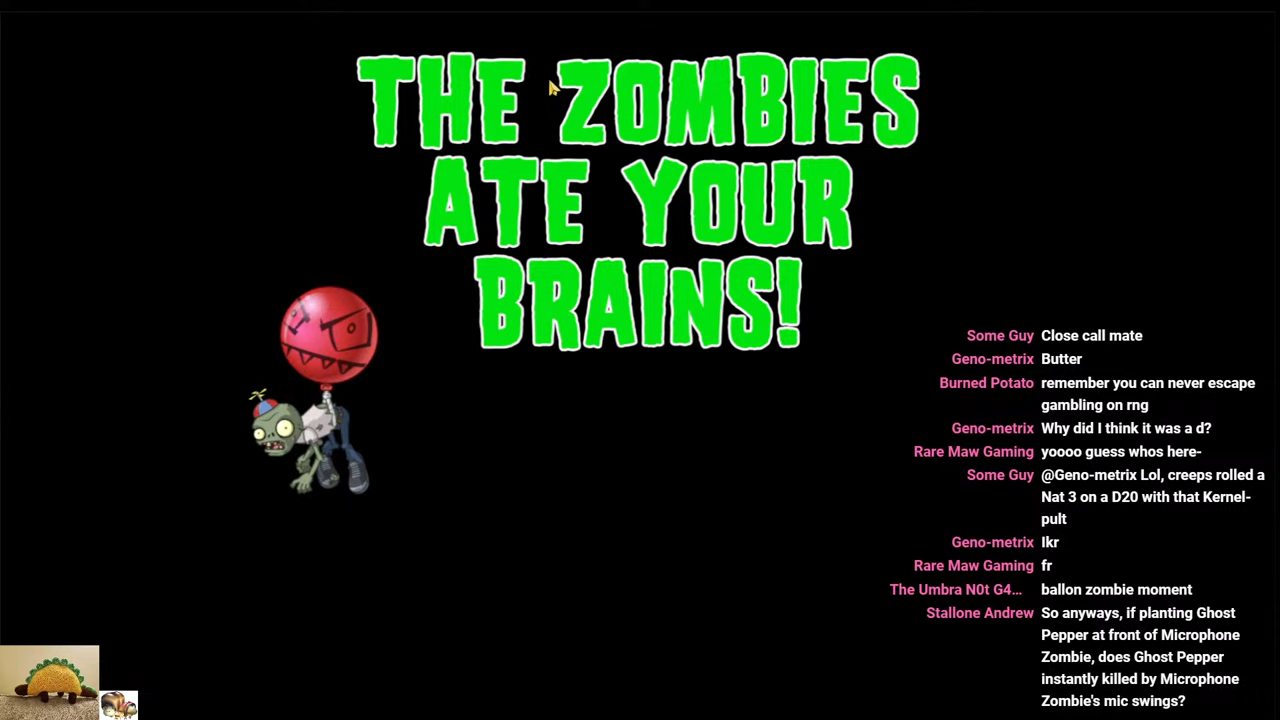 THE ZOMBIES
ATE YOUR
BRAINS!
Some Guy Close call mate
Geno-metrix Butter
Burned Potato remember you can never escape
gambling on rng
Geno-metrix Why did I think it was a d?
Rare Maw Gaming yoooo guess whos here-
Some Guy @Geno-metrix Lol, creeps rolled a
Nat 3 on a D20 with that Kernel-
pult
Geno-metrix Ikr
Rare Maw Gaming fr
The Umbra N0t G4... ballon zombie moment
Stallone Andrew So anyways, if planting Ghost
Pepper at front of Microphone
Zombie, does Ghost Pepper
instantly killed by Microphone
Zombie's mic swings?